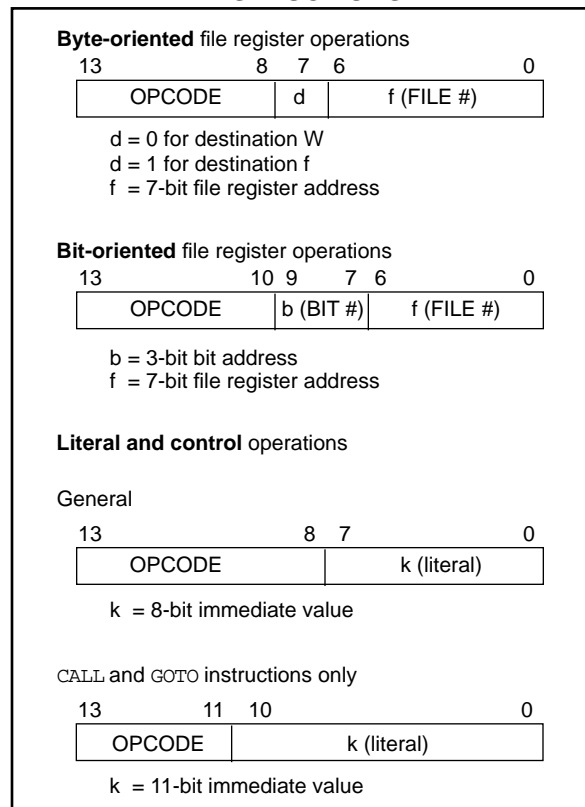 Byte-oriented file register operations
13 8 7 6 0
OPCODE d f (FILE #)
d = 0 for destination W
d = 1 for destination f
f = 7-bit file register address
Bit-oriented file register operations
13 10 9 7 6 0
OPCODE b (BIT #) f (FILE #)
b = 3-bit bit address
f = 7-bit file register address
Literal and control operations
General
13 8 7 0
OPCODE k (literal)
k = 8-bit immediate value
CALL and GOTO instructions only
13 11 10 0
OPCODE k (literal)
k = 11-bit immediate value